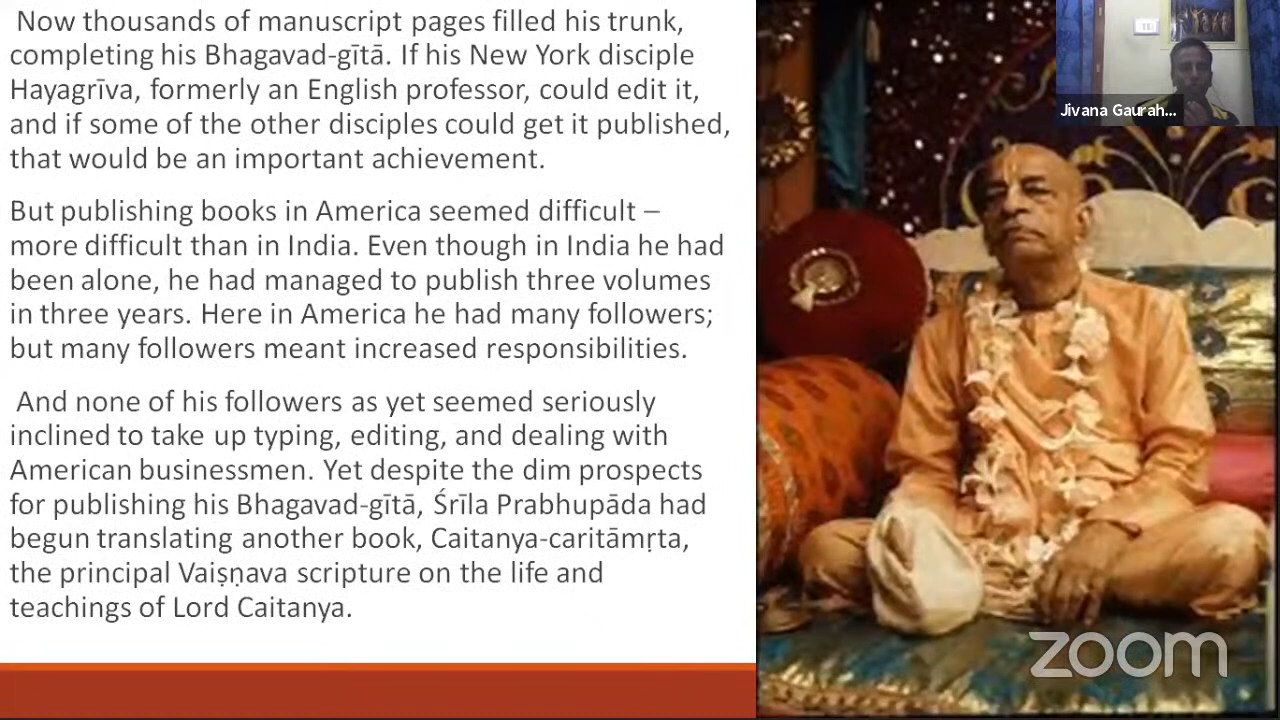 Now thousands of manuscript pages filled his trunk,
completing his Bhagavad-gītā. If his New York disciple
Hayagrīva, formerly an English professor, could edit it,
and if some of the other disciples could get it published,
that would be an important achievement.
But publishing books in America seemed difficult –
more difficult than in India. Even though in India he had
been alone, he had managed to publish three volumes
in three years. Here in America he had many followers;
but many followers meant increased responsibilities.
And none of his followers as yet seemed seriously
inclined to take up typing, editing, and dealing with
American businessmen. Yet despite the dim prospects
for publishing his Bhagavad-gītā, Śrīla Prabhupāda had
begun translating another book, Caitanya-caritāmṛta,
the principal Vaiṣṇava scripture on the life and
teachings of Lord Caitanya.
Jivana Gaurah...
zoom